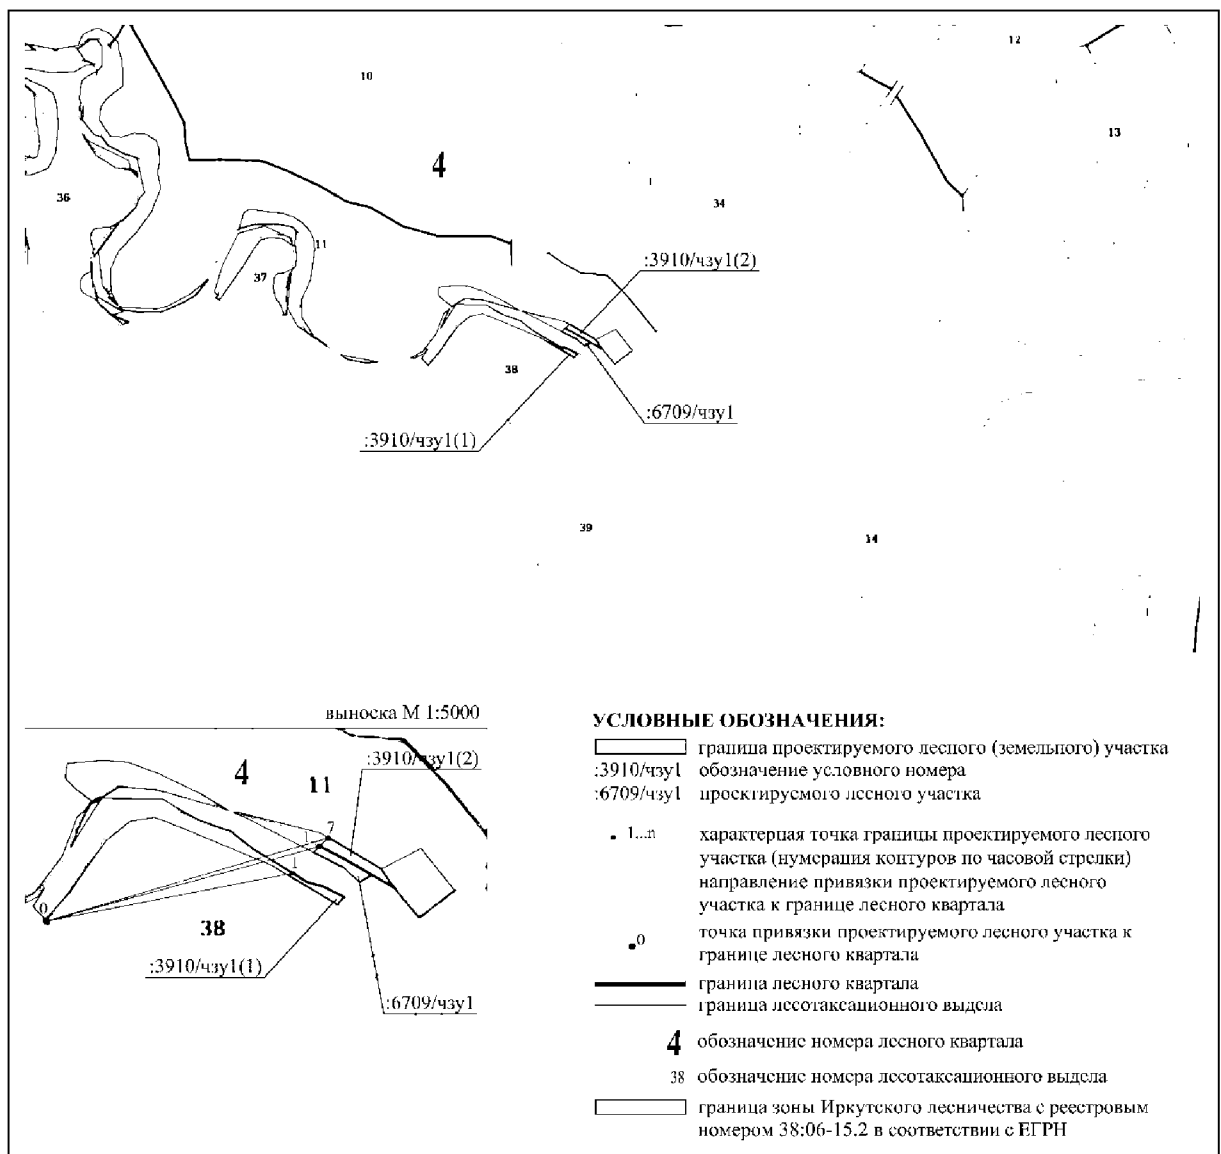 10
12
13
4
36
1
34
11
37
:3910/чзу1(2)
38
:6709/чзу1
:3910/чзу1(1)
39
14
выноска М 1:5000
4
:3910/чзу1(2)
11
7
1
1
0
38
:3910/чзу1(1)
:6709/чзу1
УСЛОВНЫЕ ОБОЗНАЧЕНИЯ:
граница проектируемого лесного (земельного) участка
:3910/чзу1 обозначение условного номера
:6709/чзу1 проектируемого лесного участка
1...n характерная точка границы проектируемого лесного
участка (нумерация контуров по часовой стрелки)
направление привязки проектируемого лесного
участка к границе лесного квартала
0 точка привязки проектируемого лесного участка к
границе лесного квартала
граница лесного квартала
граница лесотаксационного выдела
4 обозначение номера лесного квартала
38 обозначение номера лесотаксационного выдела
граница зоны Иркутского лесничества с реестровым
номером 38:06-15.2 в соответствии с ЕГРН